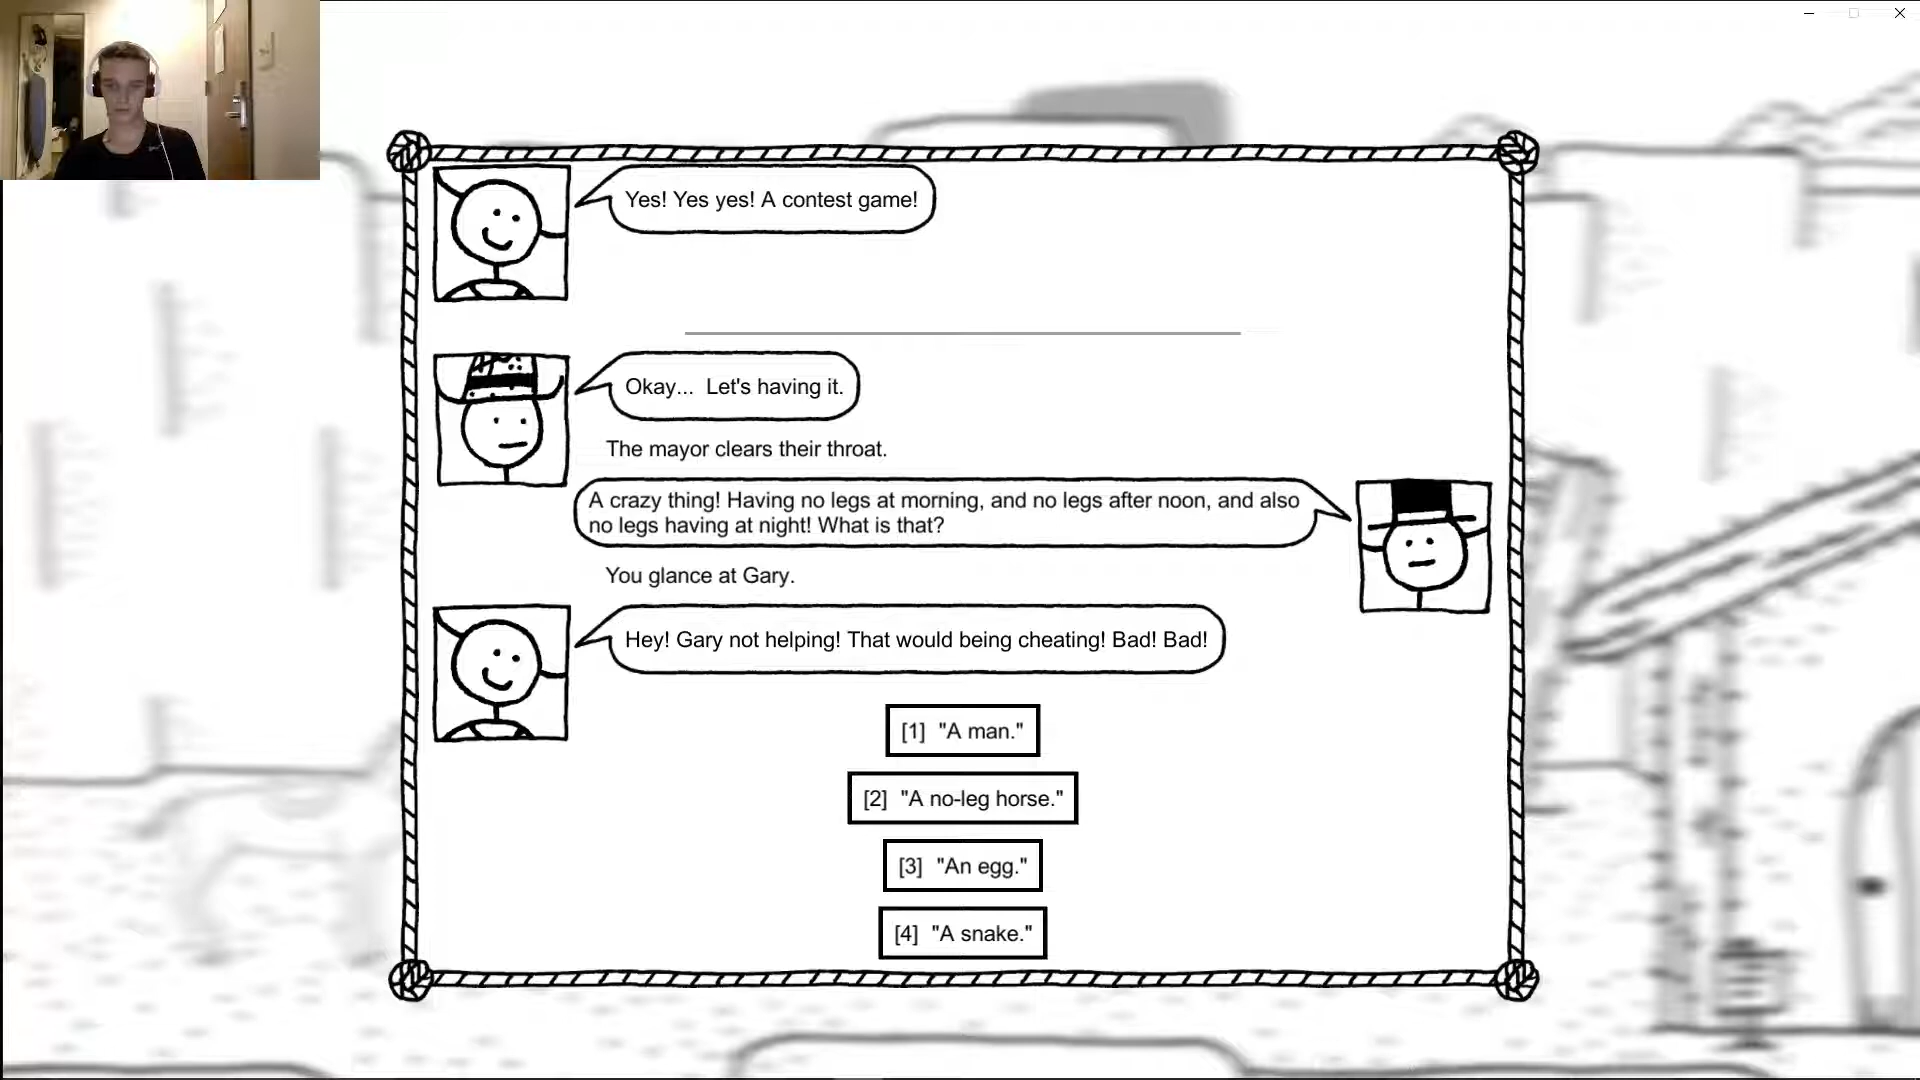 Yes! Yes yes! A contest game!
Okay...  Let's having it.
The mayor clears their throat.
A crazy thing! Having no legs at morning, and no legs after noon, and also
no legs having at night! What is that?
You glance at Gary.
Hey! Gary not helping! That would being cheating! Bad! Bad!
[1]  "A man."
[2]  "A no-leg horse."
[3]  "An egg."
[4]  "A snake."